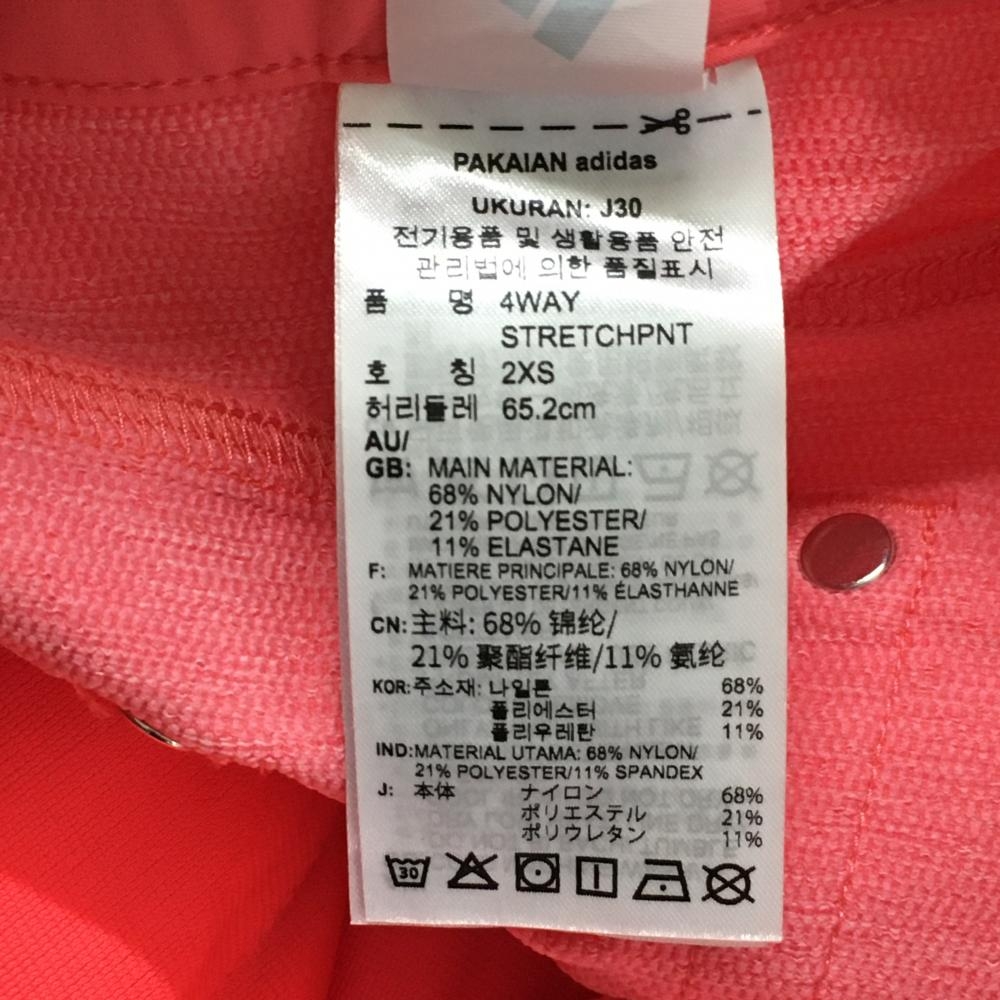 PAKAIAN adidas
UKURAN: J30
전기용품 및 생활용품 안전
관리법에 의한 품질표시
품 명 4WAY
STRETCHPNT
호 칭 2XS
허리둘레 65.2cm
AU/
GB: MAIN MATERIAL:
68% NYLON/
21% POLYESTER/
11% ELASTANE
F: MATIERE PRINCIPALE: 68% NYLON/
21% POLYESTER/11% ÉLASTHANNE
CN: 主料: 68% 锦纶/
21% 聚酯纤维/11% 氨纶
KOR: 주소재: 나일론 68%
폴리에스터 21%
폴리우레탄 11%
IND: MATERIAL UTAMA: 68% NYLON/
21% POLYESTER/11% SPANDEX
J: 本体 ナイロン 68%
ポリエステル 21%
ポリウレタン 11%
30